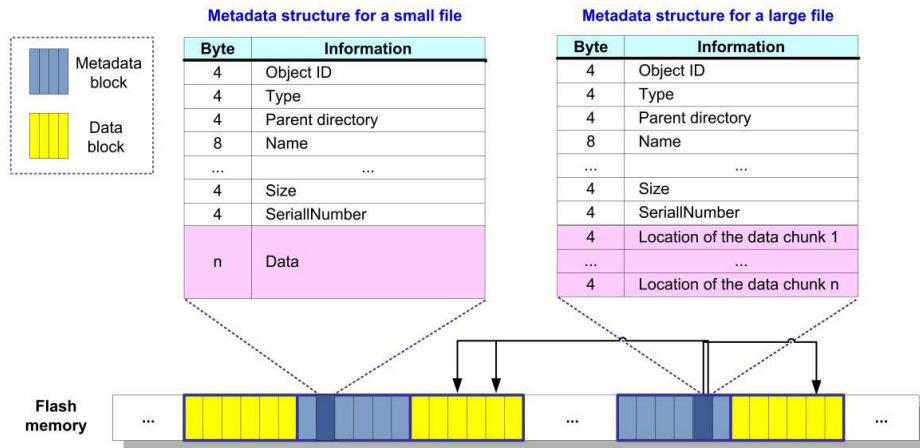 Metadata structure for a small file
Metadata structure for a large file
Metadata
block
Data
block
Byte Information
4 Object ID
4 Type
4 Parent directory
8 Name
... ...
4 Size
4 SeriallNumber
n Data
Byte Information
4 Object ID
4 Type
4 Parent directory
8 Name
... ...
4 Size
4 SeriallNumber
4 Location of the data chunk 1
... ...
4 Location of the data chunk n
Flash
memory
... ... ...